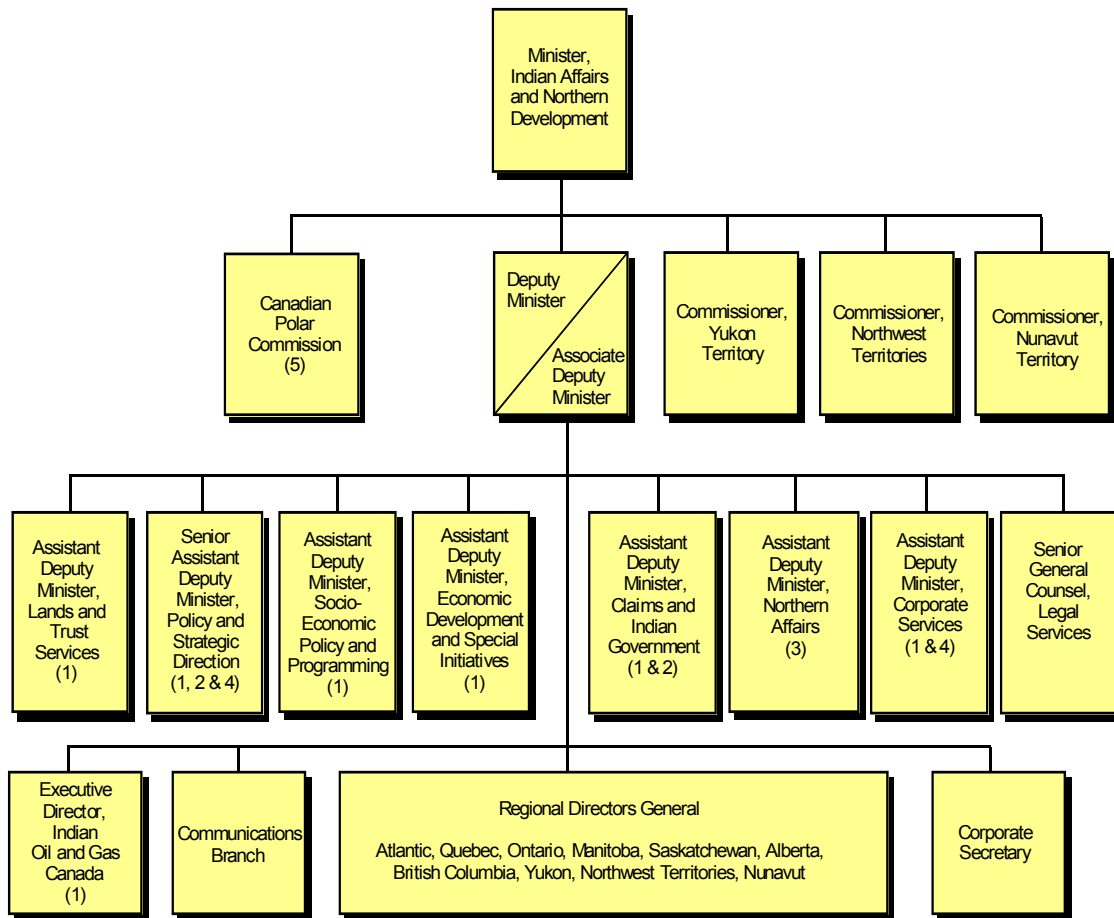 Minister,
Indian Affairs
and Northern
Development
Canadian
Polar
Commission
(5)
Deputy
Minister
Associate
Deputy
Minister
Commissioner,
Yukon
Territory
Commissioner,
Northwest
Territories
Commissioner,
Nunavut
Territory
Assistant
Deputy
Minister,
Lands and
Trust
Services
(1)
Senior
Assistant
Deputy
Minister,
Policy and
Strategic
Direction
(1, 2 & 4)
Assistant
Deputy
Minister,
Socio-
Economic
Policy and
Programming
(1)
Assistant
Deputy
Minister,
Economic
Development
and Special
Initiatives
(1)
Assistant
Deputy
Minister,
Claims and
Indian
Government
(1 & 2)
Assistant
Deputy
Minister,
Northern
Affairs
(3)
Assistant
Deputy
Minister,
Corporate
Services
(1 & 4)
Senior
General
Counsel,
Legal
Services
Executive
Director,
Indian
Oil and Gas
Canada
(1)
Communications
Branch
Regional Directors General
Atlantic, Quebec, Ontario, Manitoba, Saskatchewan, Alberta,
British Columbia, Yukon, Northwest Territories, Nunavut
Corporate
Secretary